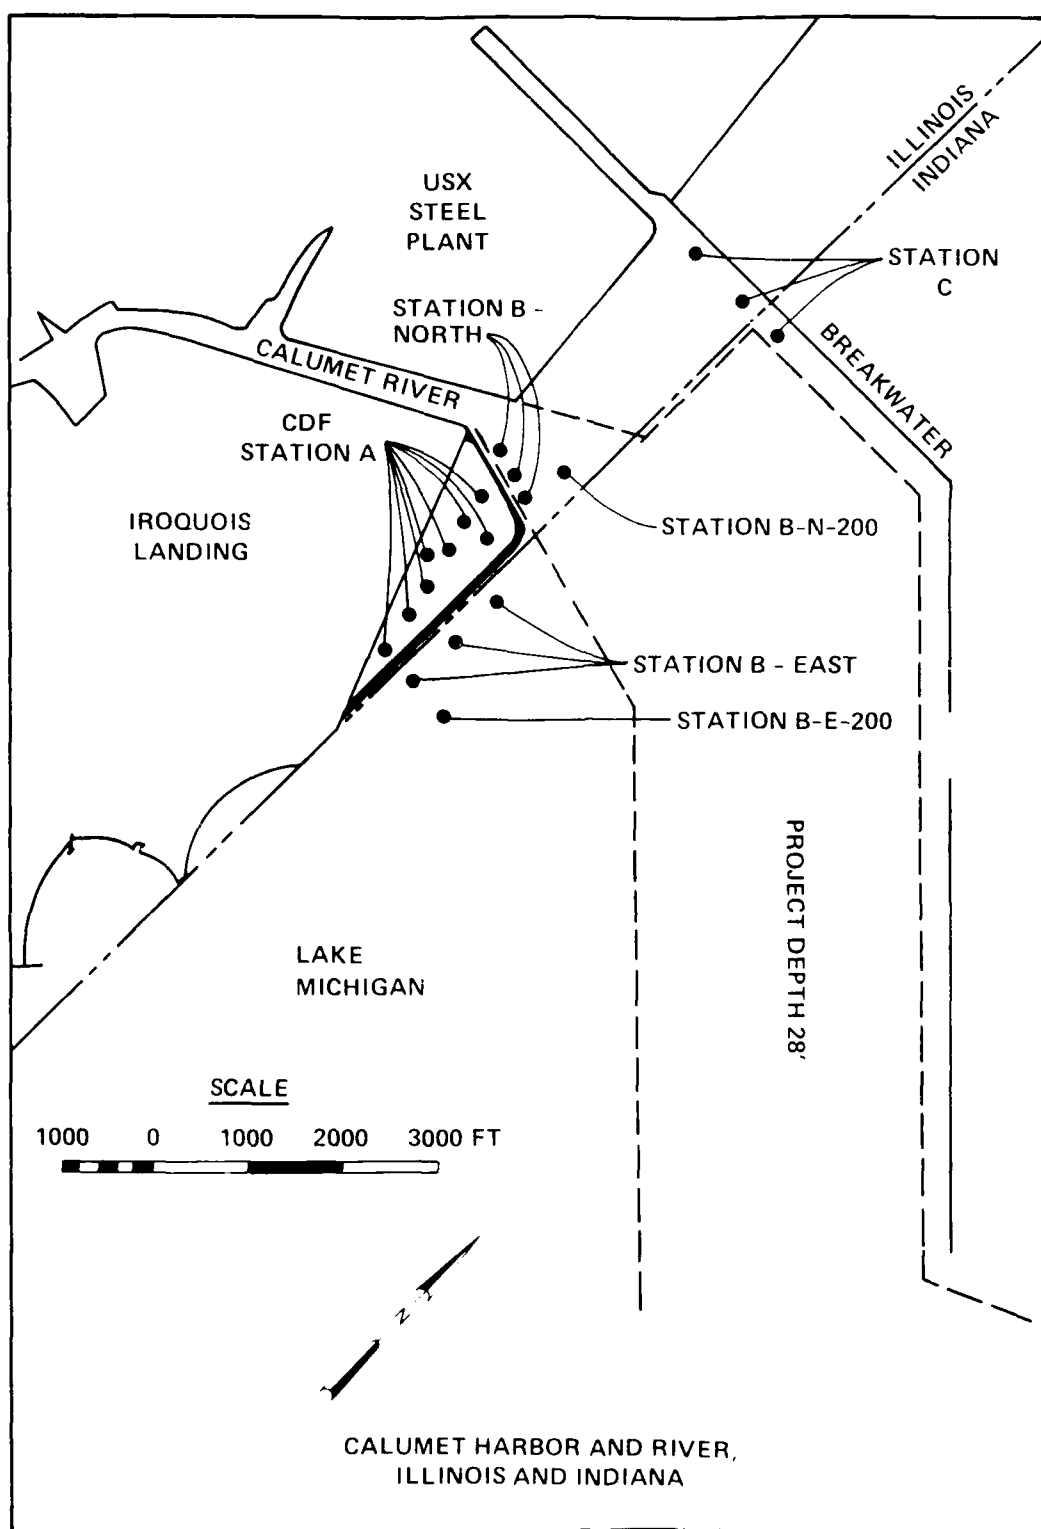 ILLINOIS
INDIANA
USX
STEEL
PLANT
STATION
C
STATION B -
NORTH
BREAKWATER
CALUMET RIVER
CDF
STATION A
IROQUOIS
LANDING
STATION B-N-200
STATION B - EAST
STATION B-E-200
PROJECT DEPTH 28'
LAKE
MICHIGAN
SCALE
1000 0 1000 2000 3000 FT
N
CALUMET HARBOR AND RIVER,
ILLINOIS AND INDIANA